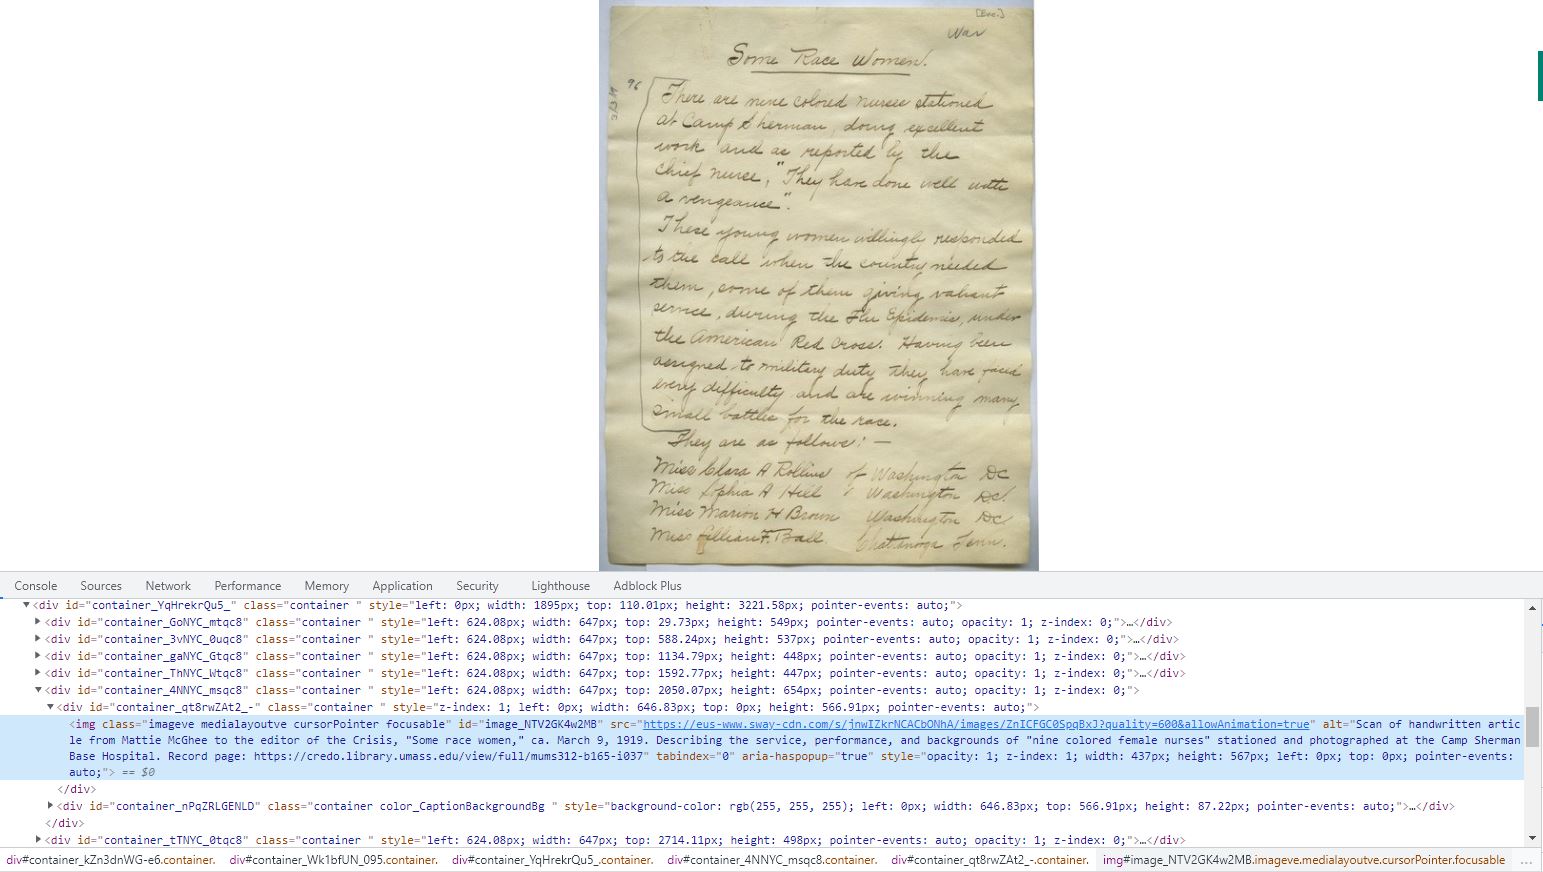 [Enc.]
War
Some Race Women.
96
There are nine colored nurses stationed
at Camp Sherman, doing excellent
work and as reported by the
Chief nurse, "They have done well with
a vengeance".
These young women willingly responded
to the call when the country needed
them, some of them giving valiant
service, during the Flu Epidemic, under
the American Red Cross. Having been
assigned to military duty they have faced
every difficulty and are winning many
small battles for the race.
They are as follows: —
Miss Clara A Rollins of Washington DC
Miss Sophia A Hill " Washington DC.
Miss Marion H Brown Washington DC
Miss Lillian F. Ball Chatanooga Tenn.
Console Sources Network Performance Memory Application Security Lighthouse Adblock Plus
▼<div id="container_YqHrekrQu5_" class="container " style="left: 0px; width: 1895px; top: 110.01px; height: 3221.58px; pointer-events: auto;">
▶<div id="container_GoNYC_mtqc8" class="container " style="left: 624.08px; width: 647px; top: 29.73px; height: 549px; pointer-events: auto; opacity: 1; z-index: 0;">…</div>
▶<div id="container_3vNYC_0uqc8" class="container " style="left: 624.08px; width: 647px; top: 588.24px; height: 537px; pointer-events: auto; opacity: 1; z-index: 0;">…</div>
▶<div id="container_gaNYC_Gtqc8" class="container " style="left: 624.08px; width: 647px; top: 1134.79px; height: 448px; pointer-events: auto; opacity: 1; z-index: 0;">…</div>
▶<div id="container_ThNYC_Wtqc8" class="container " style="left: 624.08px; width: 647px; top: 1592.77px; height: 447px; pointer-events: auto; opacity: 1; z-index: 0;">…</div>
▼<div id="container_4NNYC_msqc8" class="container " style="left: 624.08px; width: 647px; top: 2050.07px; height: 654px; pointer-events: auto; opacity: 1; z-index: 0;">
▼<div id="container_qt8rwZAt2_-" class="container " style="z-index: 1; left: 0px; width: 646.83px; top: 0px; height: 566.91px; pointer-events: auto;">
<img class="imageve medialayoutve cursorPointer focusable" id="image_NTV2GK4w2MB" src="https://eus-www.sway-cdn.com/s/jnwIZkrNCACbONhA/images/ZnICFGC0SpqBxJ?quality=600&allowAnimation=true" alt="Scan of handwritten artic
le from Mattie McGhee to the editor of the Crisis, "Some race women," ca. March 9, 1919. Describing the service, performance, and backgrounds of "nine colored female nurses" stationed and photographed at the Camp Sherman
Base Hospital. Record page: https://credo.library.umass.edu/view/full/mums312-b165-i037" tabindex="0" aria-haspopup="true" style="opacity: 1; z-index: 1; width: 437px; height: 567px; left: 0px; top: 0px; pointer-events:
auto;"> == $0
</div>
▶<div id="container_nPqZRLGENLD" class="container color_CaptionBackgroundBg " style="background-color: rgb(255, 255, 255); left: 0px; width: 646.83px; top: 566.91px; height: 87.22px; pointer-events: auto;">…</div>
</div>
▶<div id="container_tTNYC_0tqc8" class="container " style="left: 624.08px; width: 647px; top: 2714.11px; height: 498px; pointer-events: auto; opacity: 1; z-index: 0;">…</div>
div#container_kZn3dnWG-e6.container. div#container_Wk1bfUN_095.container. div#container_YqHrekrQu5_.container. div#container_4NNYC_msqc8.container. div#container_qt8rwZAt2_-.container. img#image_NTV2GK4w2MB.imageve.medialayoutve.cursorPointer.focusable ...